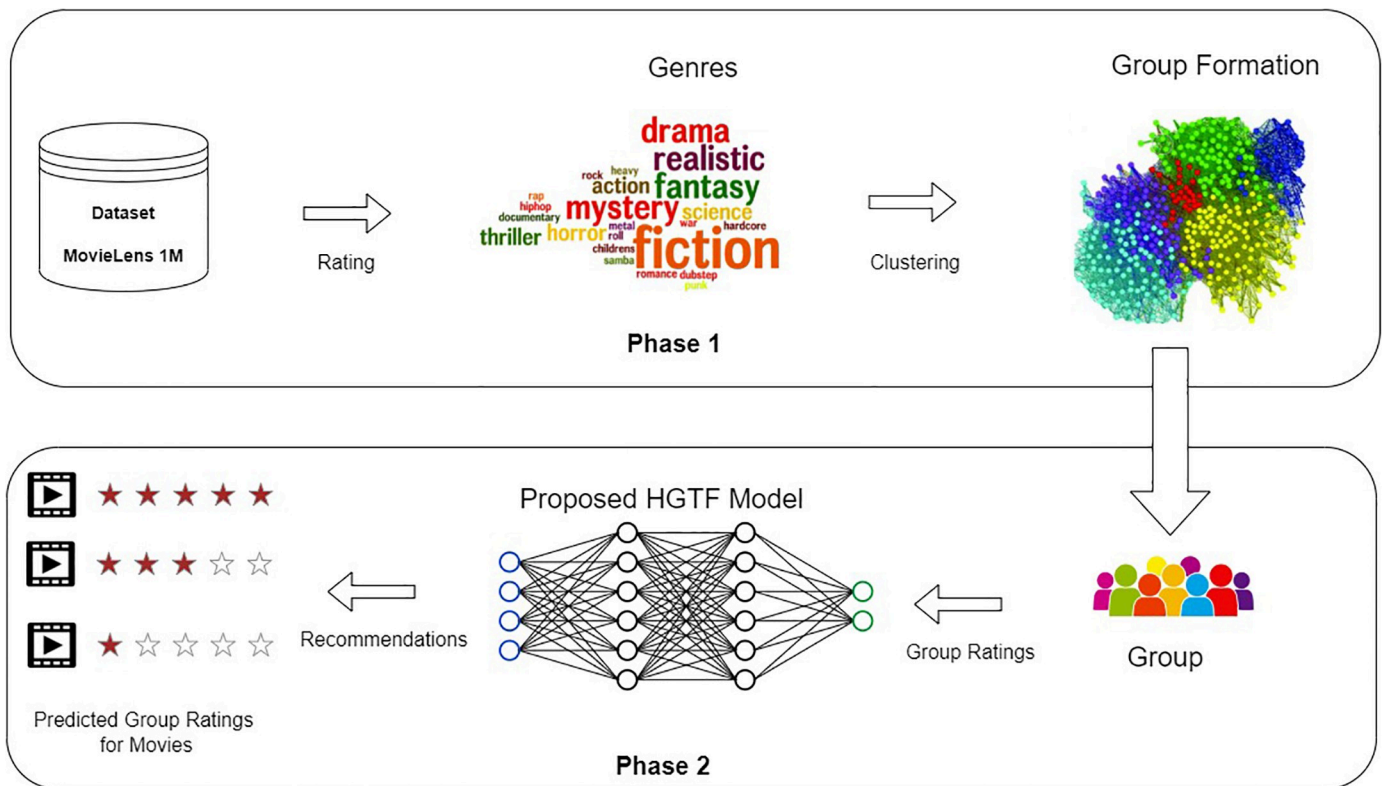 Genres
Group Formation
Dataset
MovieLens 1M
Rating
drama
realistic
rock heavy
action fantasy
rap
hiphop
mystery science
documentary
metal war hardcore
thriller horror roll fiction
childrens
samba
romance dubstep
punk
Clustering
Phase 1
Proposed HGTF Model
Recommendations
Group Ratings
Group
Predicted Group Ratings
for Movies
Phase 2